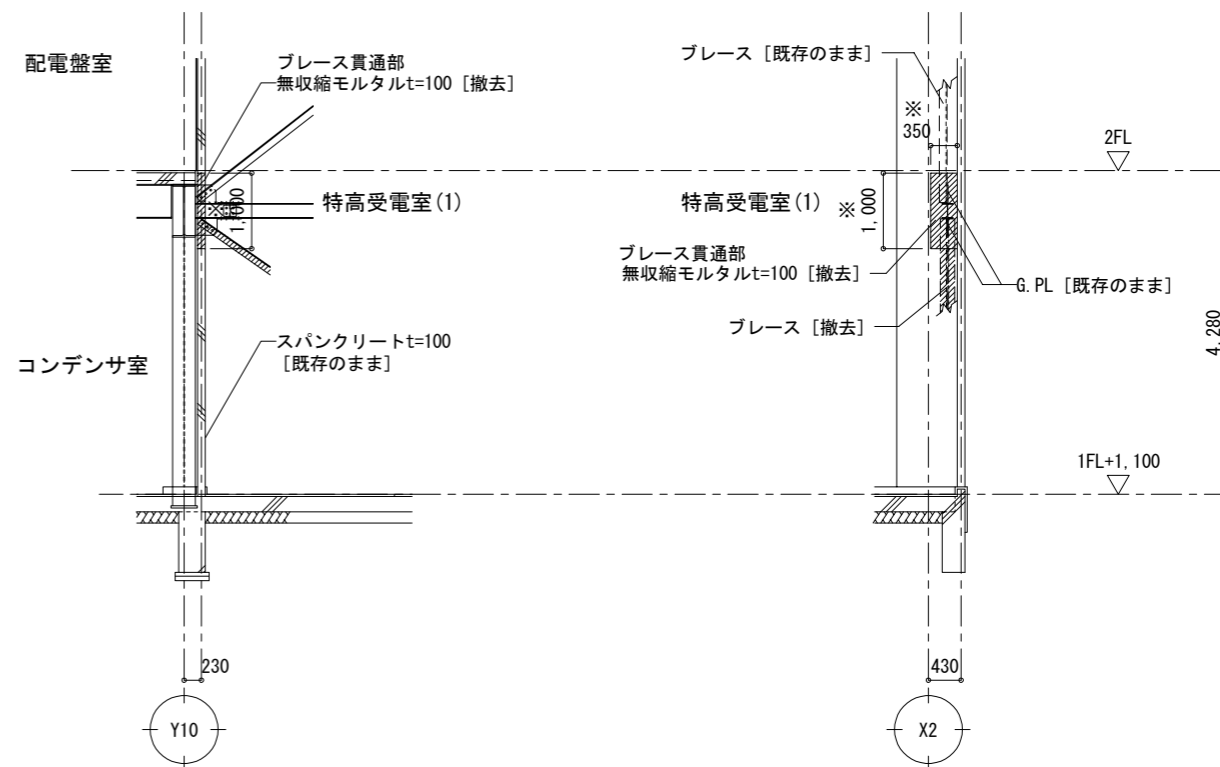 配電盤室
ブレース貫通部
無収縮モルタルt=100 [撤去]
特高受電室(1)
1,000
コンデンサ室
スパンクリートt=100
[既存のまま]
230
Y10
ブレース [既存のまま]
※
350
2FL
特高受電室(1)
※
1,000
ブレース貫通部
無収縮モルタルt=100 [撤去]
G.PL [既存のまま]
ブレース [撤去]
4,280
1FL+1,100
430
X2